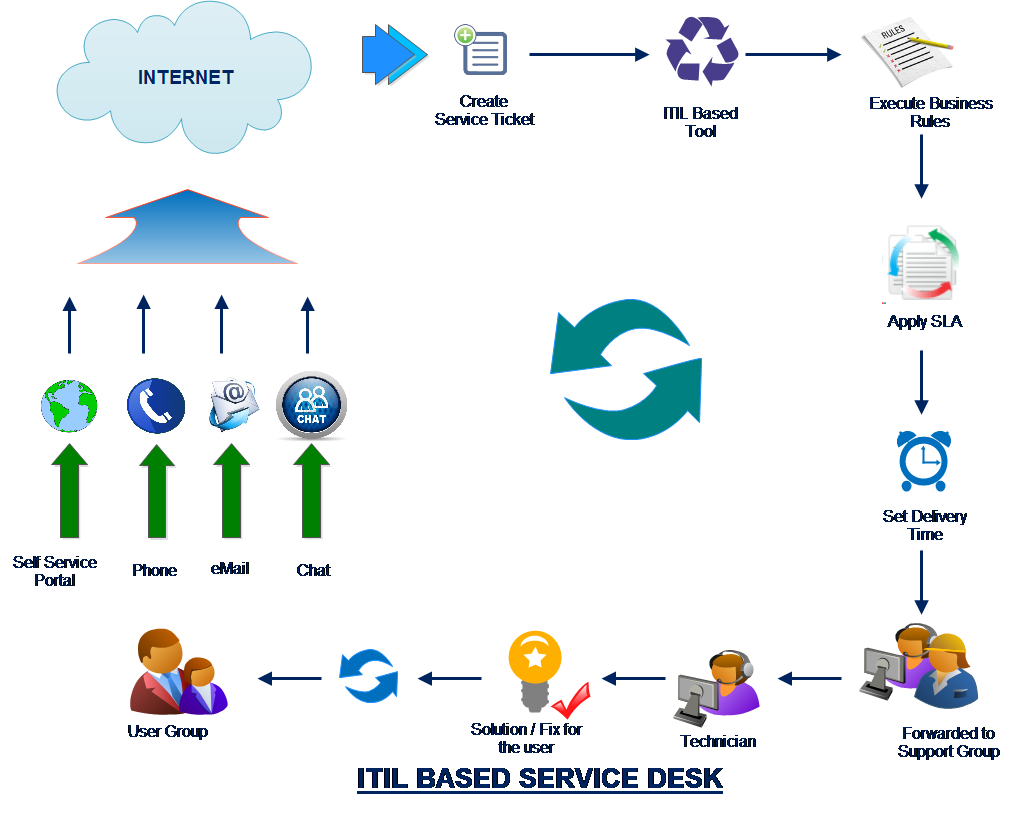 INTERNET
Create
Service Ticket
ITIL Based
Tool
RULES
Execute Business
Rules
Apply SLA
Set Delivery
Time
@
CHAT
Self Service
Portal
Phone
eMail
Chat
User Group
Solution / Fix for
the user
Technician
Forwarded to
Support Group
ITIL BASED SERVICE DESK